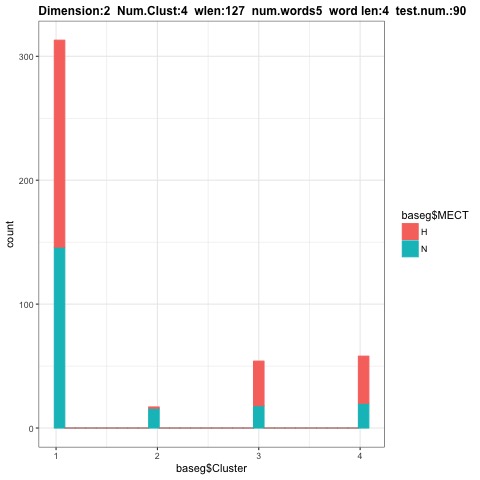 Dimension:2 Num.Clust:4 wlen:127 num.words5 word len:4 test.num.:90
300
200
100
0
count
1 2 3 4
baseg$Cluster
baseg$MECT
H
N